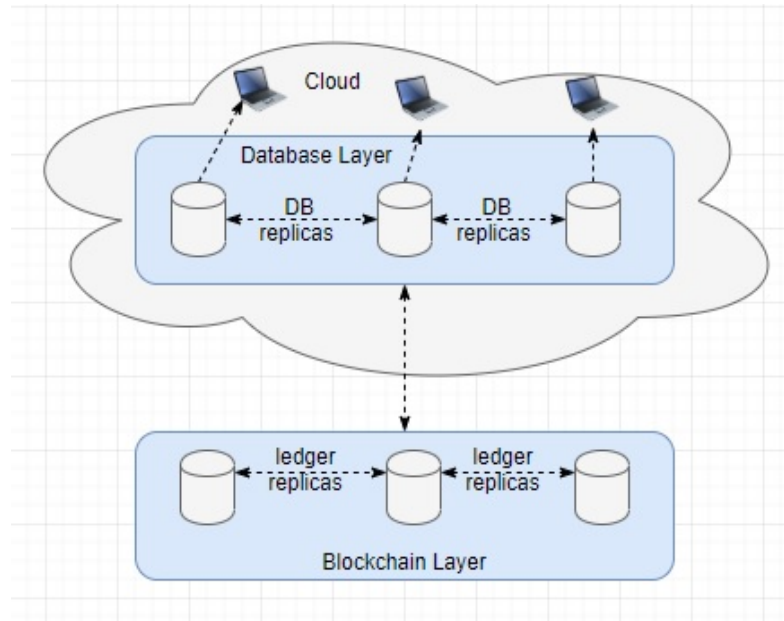 Cloud
Database Layer
DB
replicas
DB
replicas
ledger
replicas
ledger
replicas
Blockchain Layer